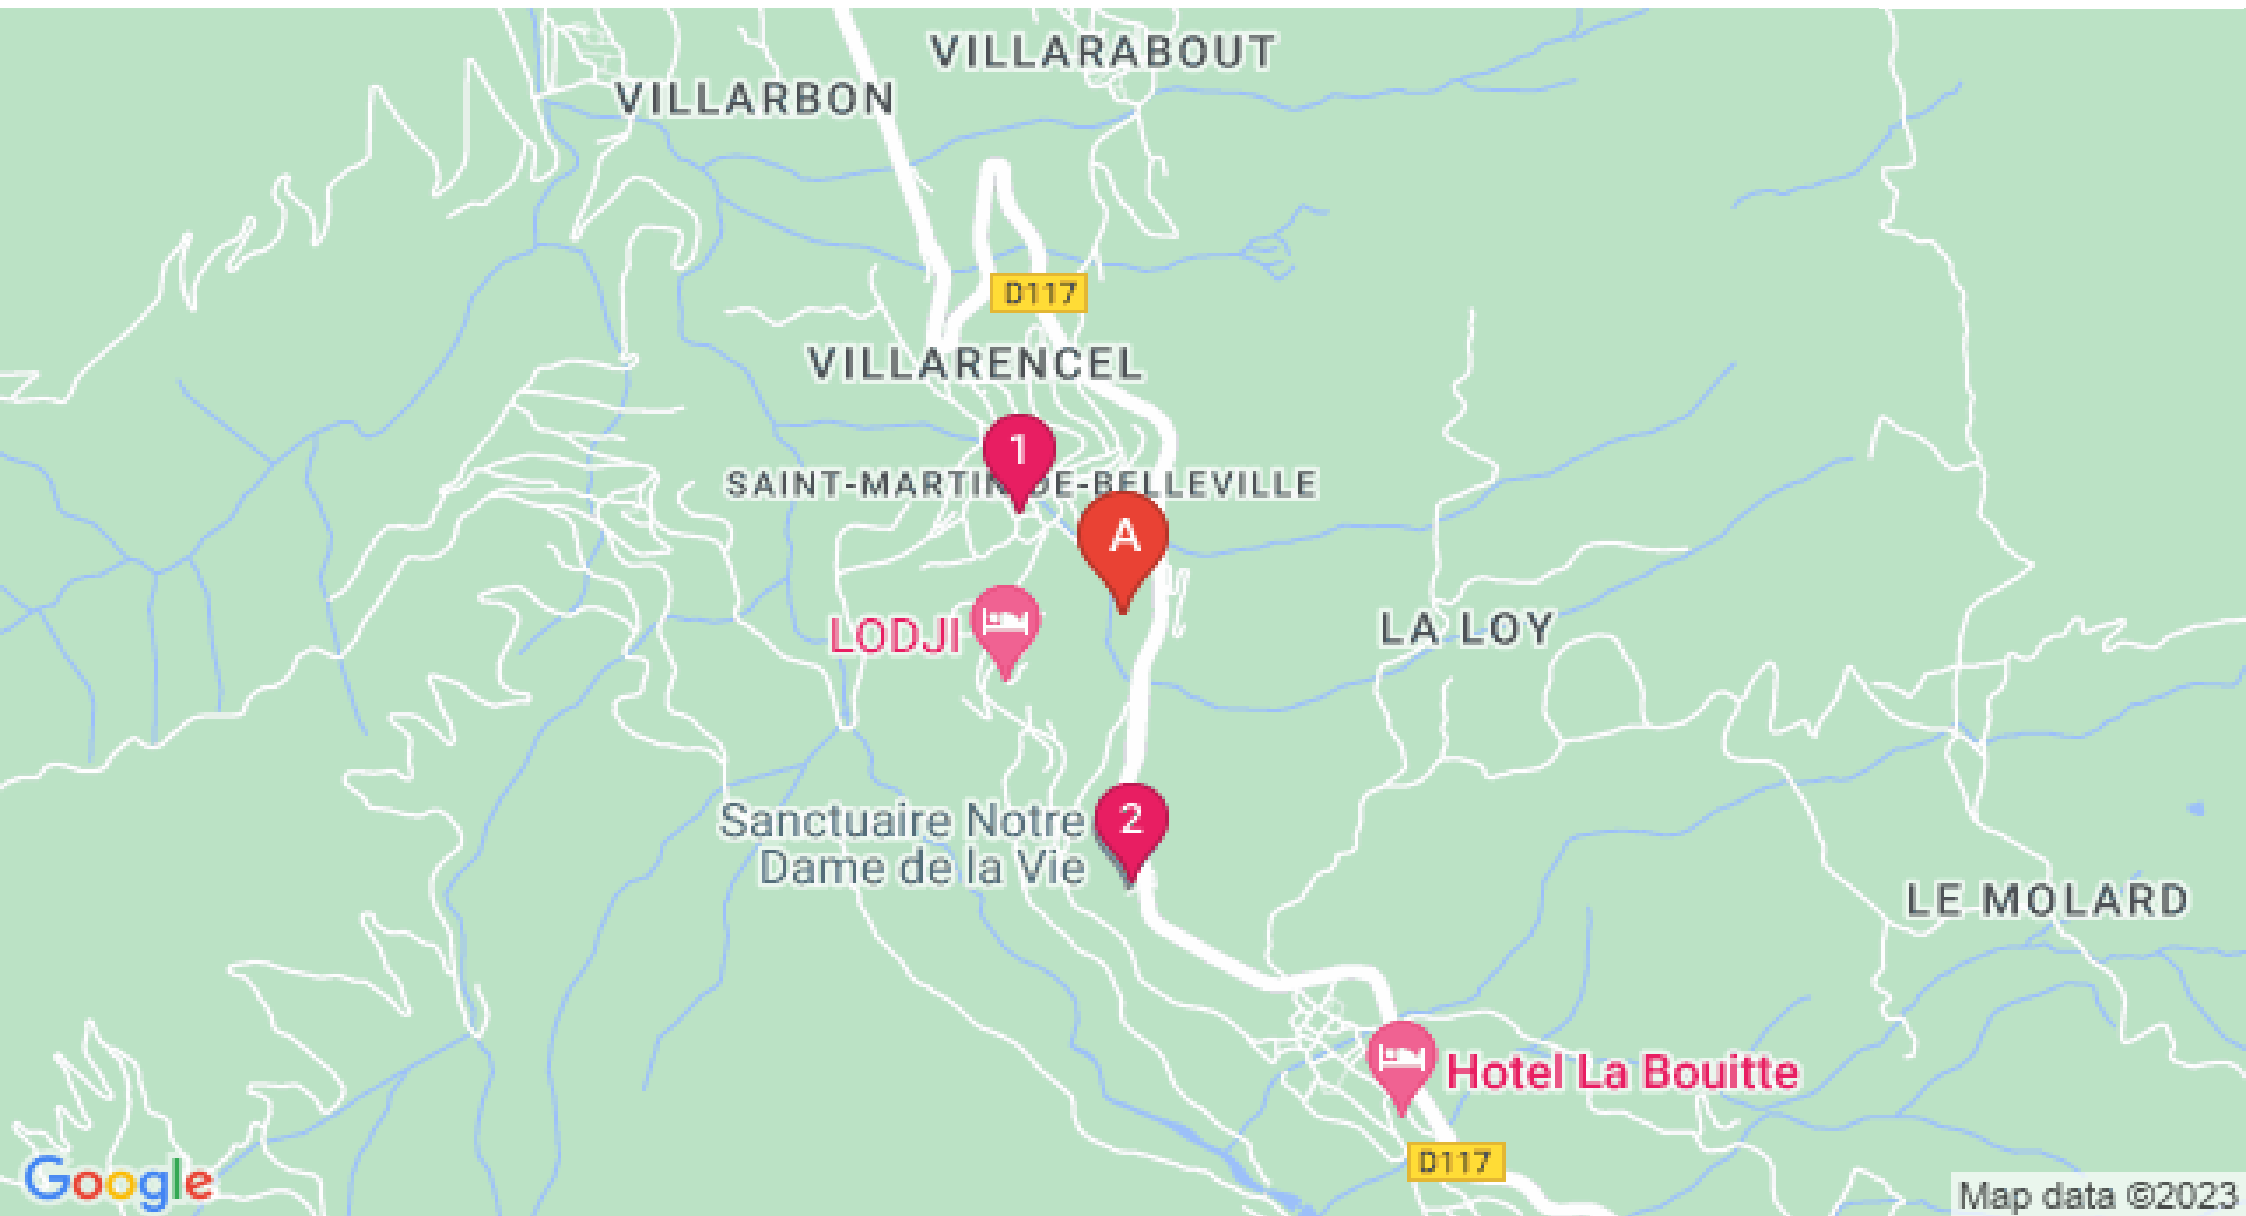 VILLARABOUT
VILLARBON
D117
VILLARENCEL
1
SAINT-MARTIN-DE-BELLEVILLE
A
LODJI
LA LOY
2
Sanctuaire Notre
Dame de la Vie
LE MOLARD
Hotel La Bouitte
D117
Google
Map data ©2023